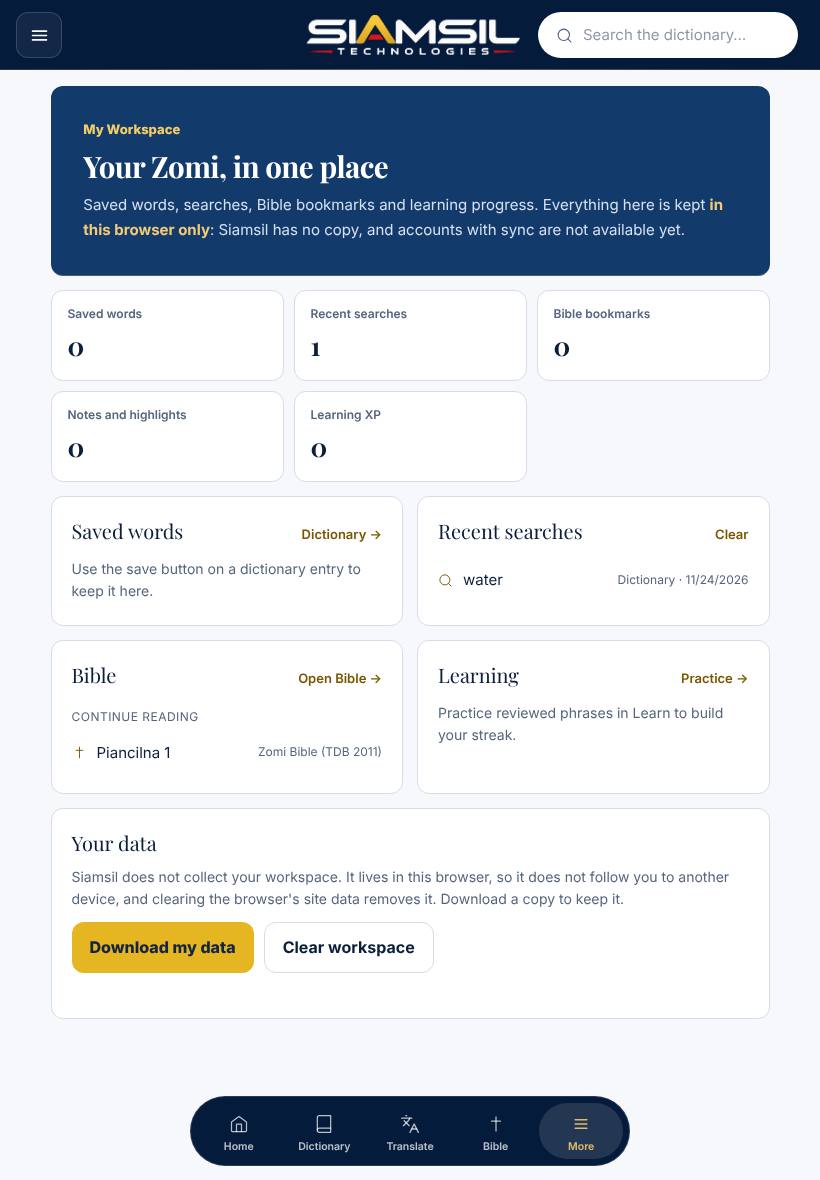 SIAMSIL
TECHNOLOGIES
Search the dictionary...
My Workspace
Your Zomi, in one place
Saved words, searches, Bible bookmarks and learning progress. Everything here is kept in
this browser only: Siamsil has no copy, and accounts with sync are not available yet.
Saved words
0
Recent searches
1
Bible bookmarks
0
Notes and highlights
0
Learning XP
0
Saved words
Dictionary →
Use the save button on a dictionary entry to
keep it here.
Recent searches
Clear
water
Dictionary · 11/24/2026
Bible
Open Bible →
CONTINUE READING
Piancilna 1
Zomi Bible (TDB 2011)
Learning
Practice →
Practice reviewed phrases in Learn to build
your streak.
Your data
Siamsil does not collect your workspace. It lives in this browser, so it does not follow you to another
device, and clearing the browser's site data removes it. Download a copy to keep it.
Download my data
Clear workspace
Home
Dictionary
Translate
Bible
More